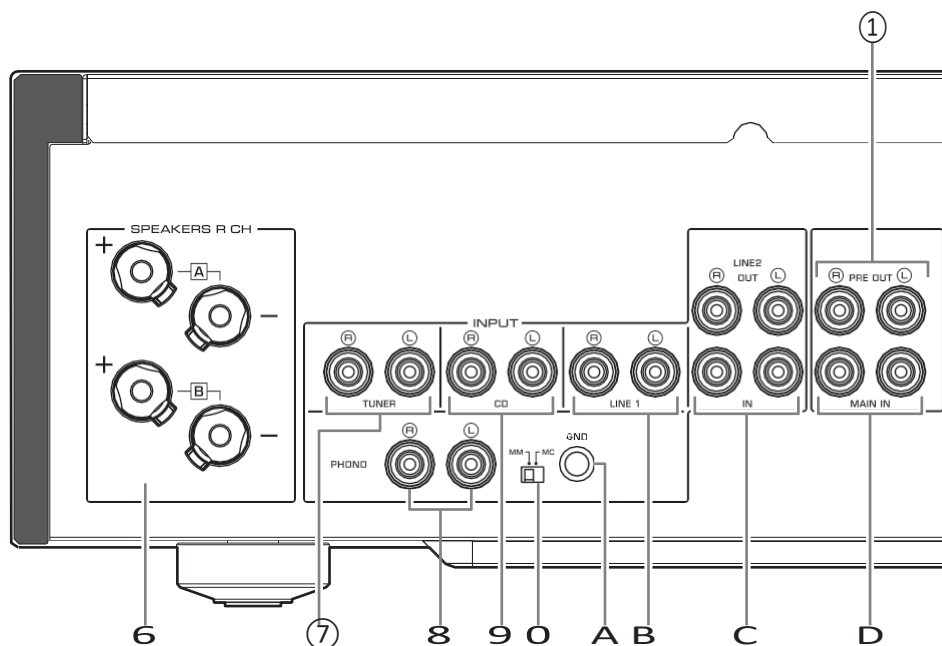 ①
SPEAKERS R CH
+ A −
+ B −
LINE2
R OUT L
R PRE OUT L
INPUT
R L R L R L
TUNER CD LINE 1 IN MAIN IN
R L GND
PHONO MM MC
6 ⑦ 8 9 0 A B C D